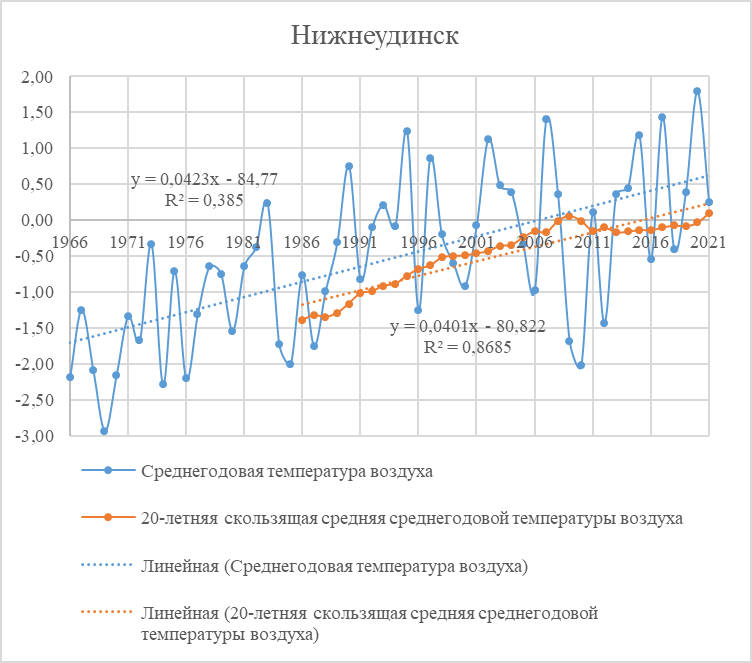 Нижнеудинск
2,00
1,50
1,00
0,50
0,00
-0,50
-1,00
-1,50
-2,00
-2,50
-3,00
1966 1971 1976 1981 1986 1991 1996 2001 2006 2011 2016 2021
y = 0,0423x - 84,77
R² = 0,385
y = 0,0401x - 80,822
R² = 0,8685
Среднегодовая температура воздуха
20-летняя скользящая средняя среднегодовой температуры воздуха
Линейная (Среднегодовая температура воздуха)
Линейная (20-летняя скользящая средняя среднегодовой
температуры воздуха)